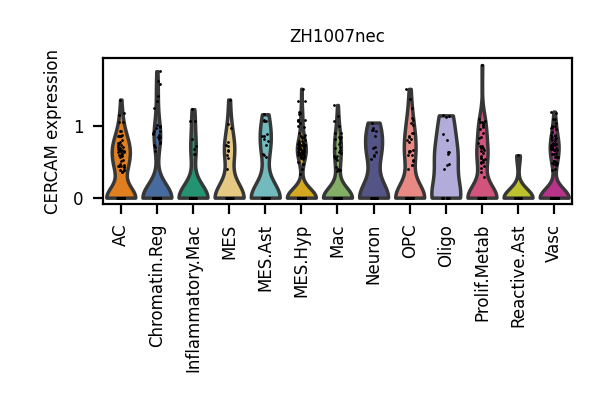 ZH1007nec
CERCAM expression
1
0
AC
Chromatin.Reg
Inflammatory.Mac
MES
MES.Ast
MES.Hyp
Mac
Neuron
OPC
Oligo
Prolif.Metab
Reactive.Ast
Vasc